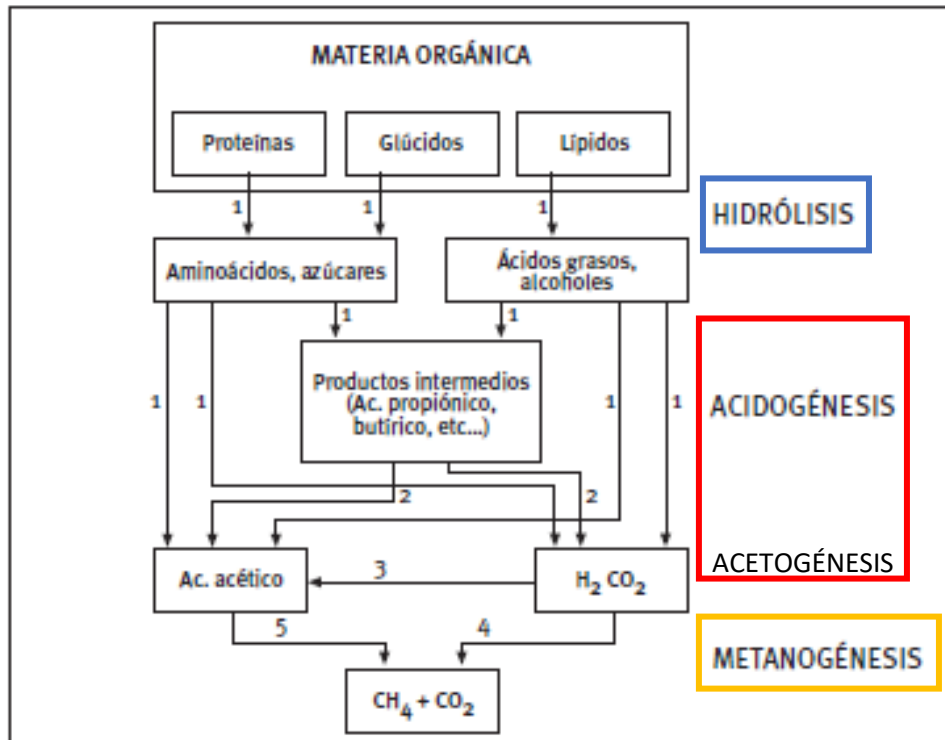 MATERIA ORGÁNICA
Proteínas
Glúcidos
Lípidos
1
1
1
HIDRÓLISIS
Aminoácidos, azúcares
Ácidos grasos,
alcoholes
1
1
Productos intermedios
(Ac. propiónico,
butírico, etc...)
1
1
1
1
ACIDOGÉNESIS
2
2
Ac. acético
3
H2 CO2
ACETOGÉNESIS
5
4
METANOGÉNESIS
CH4 + CO2